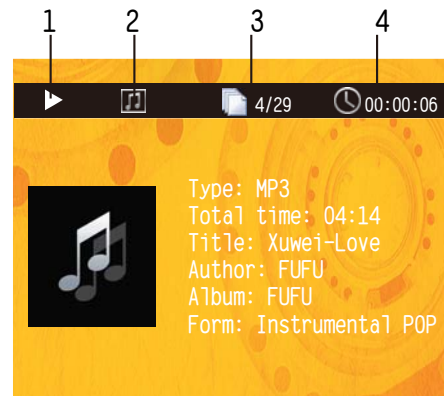 1 2 3 4
4/29 00:00:06
Type: MP3
Total time: 04:14
Title: Xuwei-Love
Author: FUFU
Album: FUFU
Form: Instrumental POP